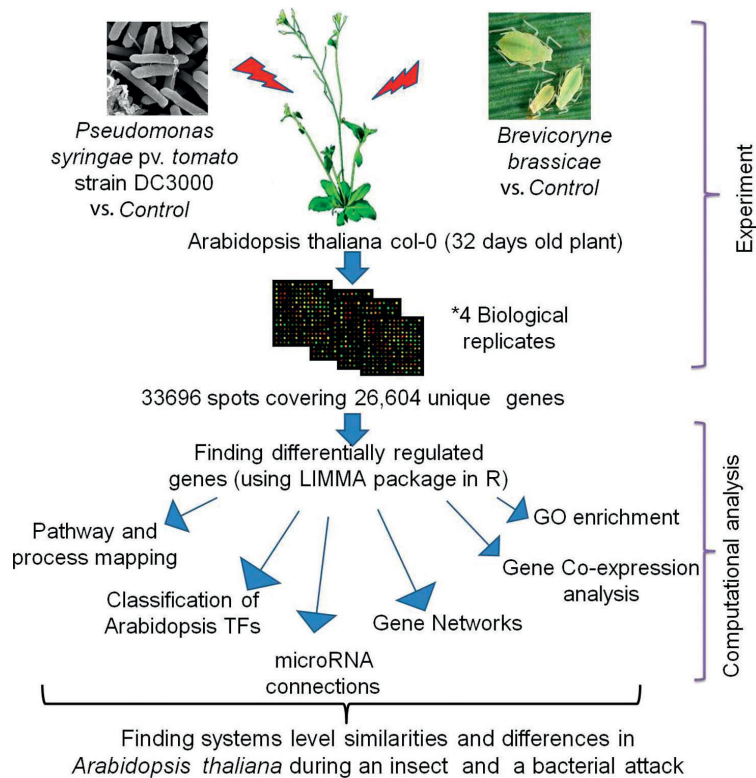 Pseudomonas
syringae pv. tomato
strain DC3000
vs. Control
Brevicoryne
brassicae
vs. Control
Arabidopsis thaliana col-0 (32 days old plant)
*4 Biological
replicates
33696 spots covering 26,604 unique genes
Experiment
Finding differentially regulated
genes (using LIMMA package in R)
Pathway and
process mapping
Classification of
Arabidopsis TFs
microRNA
connections
Gene Networks
Gene Co-expression
analysis
GO enrichment
Computational analysis
Finding systems level similarities and differences in
Arabidopsis thaliana during an insect and a bacterial attack